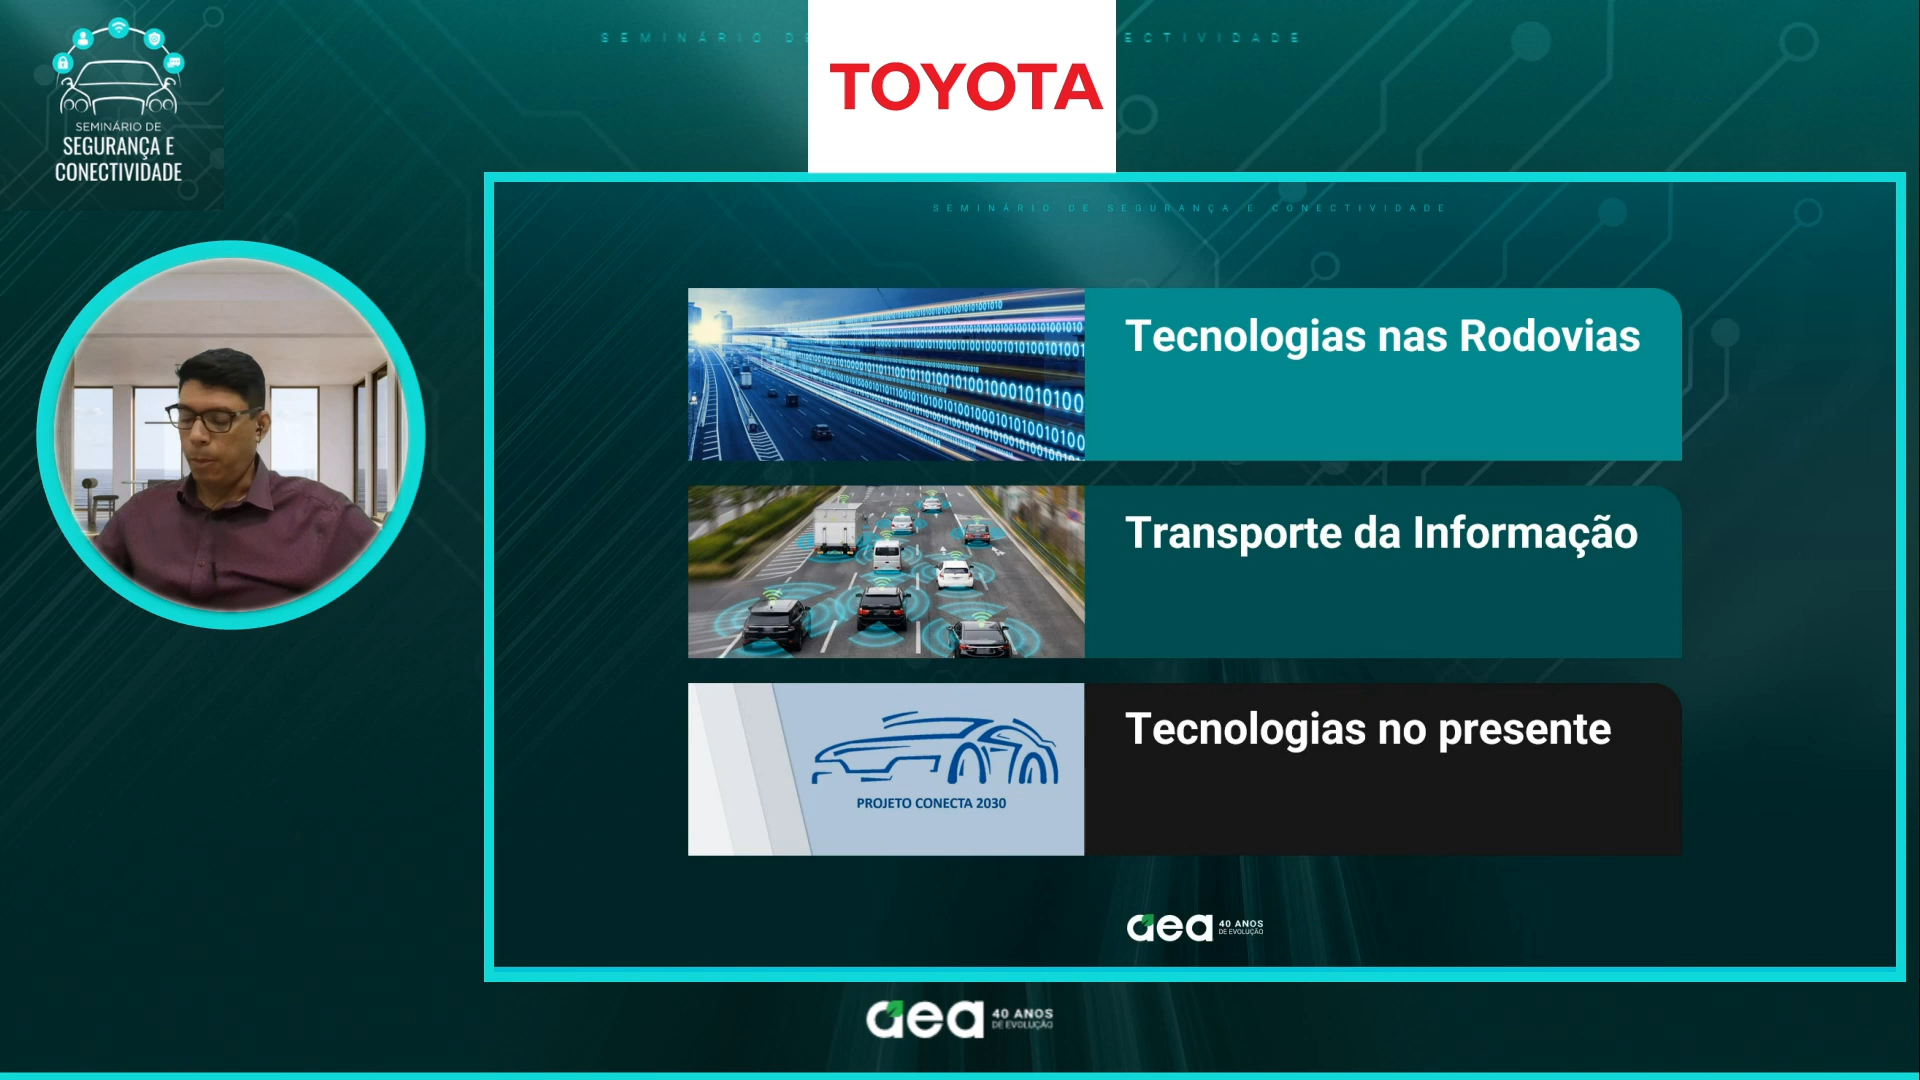 SEMINÁRIO DE
SEGURANÇA E
CONECTIVIDADE
TOYOTA
SEMINÁRIO DE SEGURANÇA E CONECTIVIDADE
Tecnologias nas Rodovias
Transporte da Informação
PROJETO CONECTA 2030
Tecnologias no presente
aea 40 ANOS
DE EVOLUÇÃO
aea 40 ANOS
DE EVOLUÇÃO